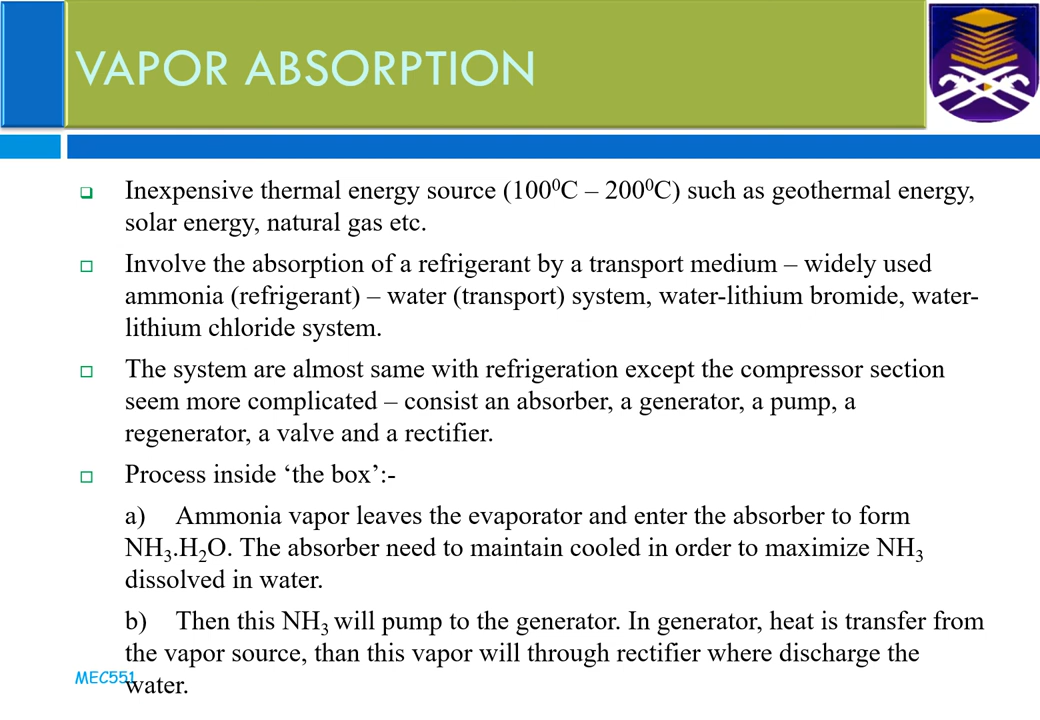 VAPOR ABSORPTION
❑ Inexpensive thermal energy source (100⁰C – 200⁰C) such as geothermal energy,
solar energy, natural gas etc.
□ Involve the absorption of a refrigerant by a transport medium – widely used
ammonia (refrigerant) – water (transport) system, water-lithium bromide, water-
lithium chloride system.
□ The system are almost same with refrigeration except the compressor section
seem more complicated – consist an absorber, a generator, a pump, a
regenerator, a valve and a rectifier.
□ Process inside ‘the box’:-
a) Ammonia vapor leaves the evaporator and enter the absorber to form
NH₃.H₂O. The absorber need to maintain cooled in order to maximize NH₃
dissolved in water.
b) Then this NH₃ will pump to the generator. In generator, heat is transfer from
the vapor source, than this vapor will through rectifier where discharge the
water.
MEC551